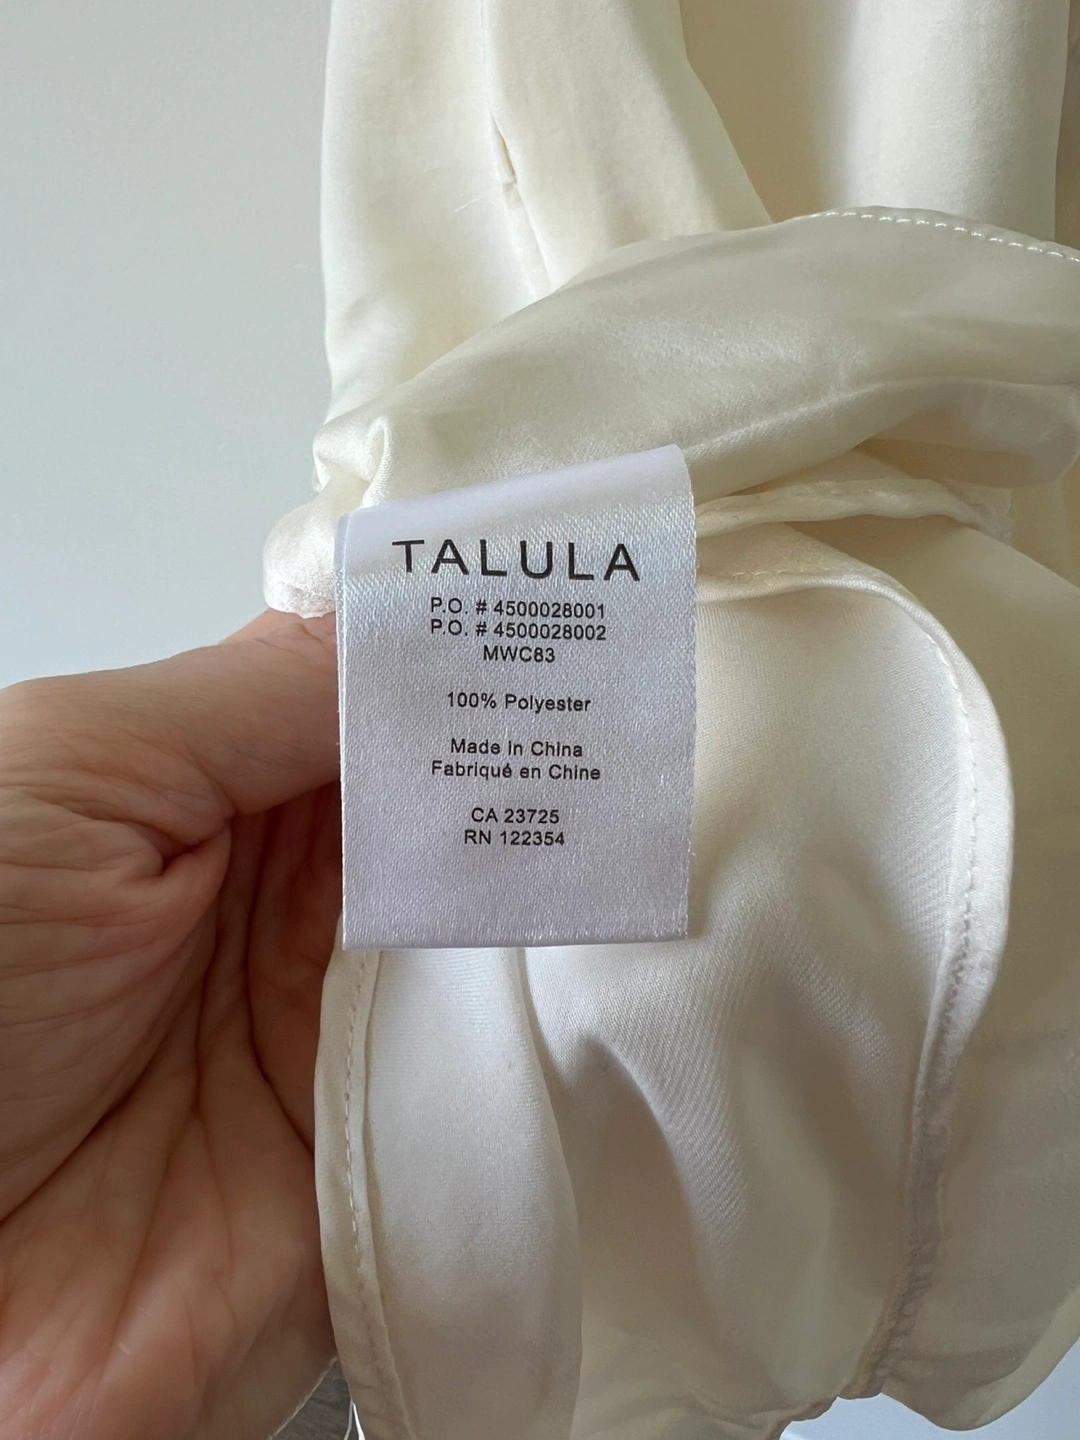 TALULA
P.O. # 4500028001
P.O. # 4500028002
MWC83
100% Polyester
Made in China
Fabriqué en Chine
CA 23725
RN 122354